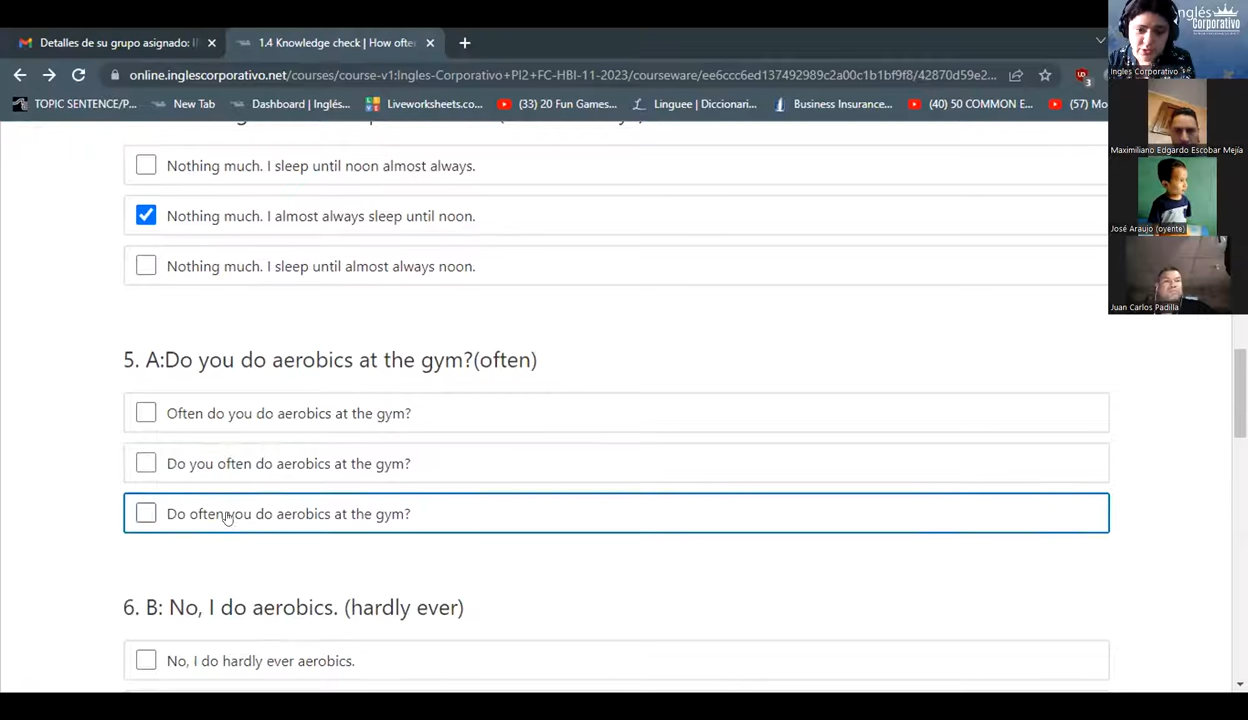 Detalles de su grupo asignado: I
1.4 Knowledge check | How ofte
online.inglescorporativo.net/courses/course-v1:Ingles-Corporativo+PI2+FC-HBI-11-2023/courseware/ee6ccc6ed137492989c2a00c1b1bf9f8/42870d59e2...
3
TOPIC SENTENCE/P...
New Tab
Dashboard | Inglés...
Liveworksheets.co...
(33) 20 Fun Games...
Linguee | Diccionari...
Business Insurance...
(40) 50 COMMON E...
(57) Mo
Nothing much. I sleep until noon almost always.
Nothing much. I almost always sleep until noon.
Nothing much. I sleep until almost always noon.
5. A:Do you do aerobics at the gym?(often)
Often do you do aerobics at the gym?
Do you often do aerobics at the gym?
Do often you do aerobics at the gym?
6. B: No, I do aerobics. (hardly ever)
No, I do hardly ever aerobics.
nglés
Corporativo
Ingles Corporativo
Maximiliano Edgardo Escobar Mejía
José Araujo (oyente)
Juan Carlos Padilla